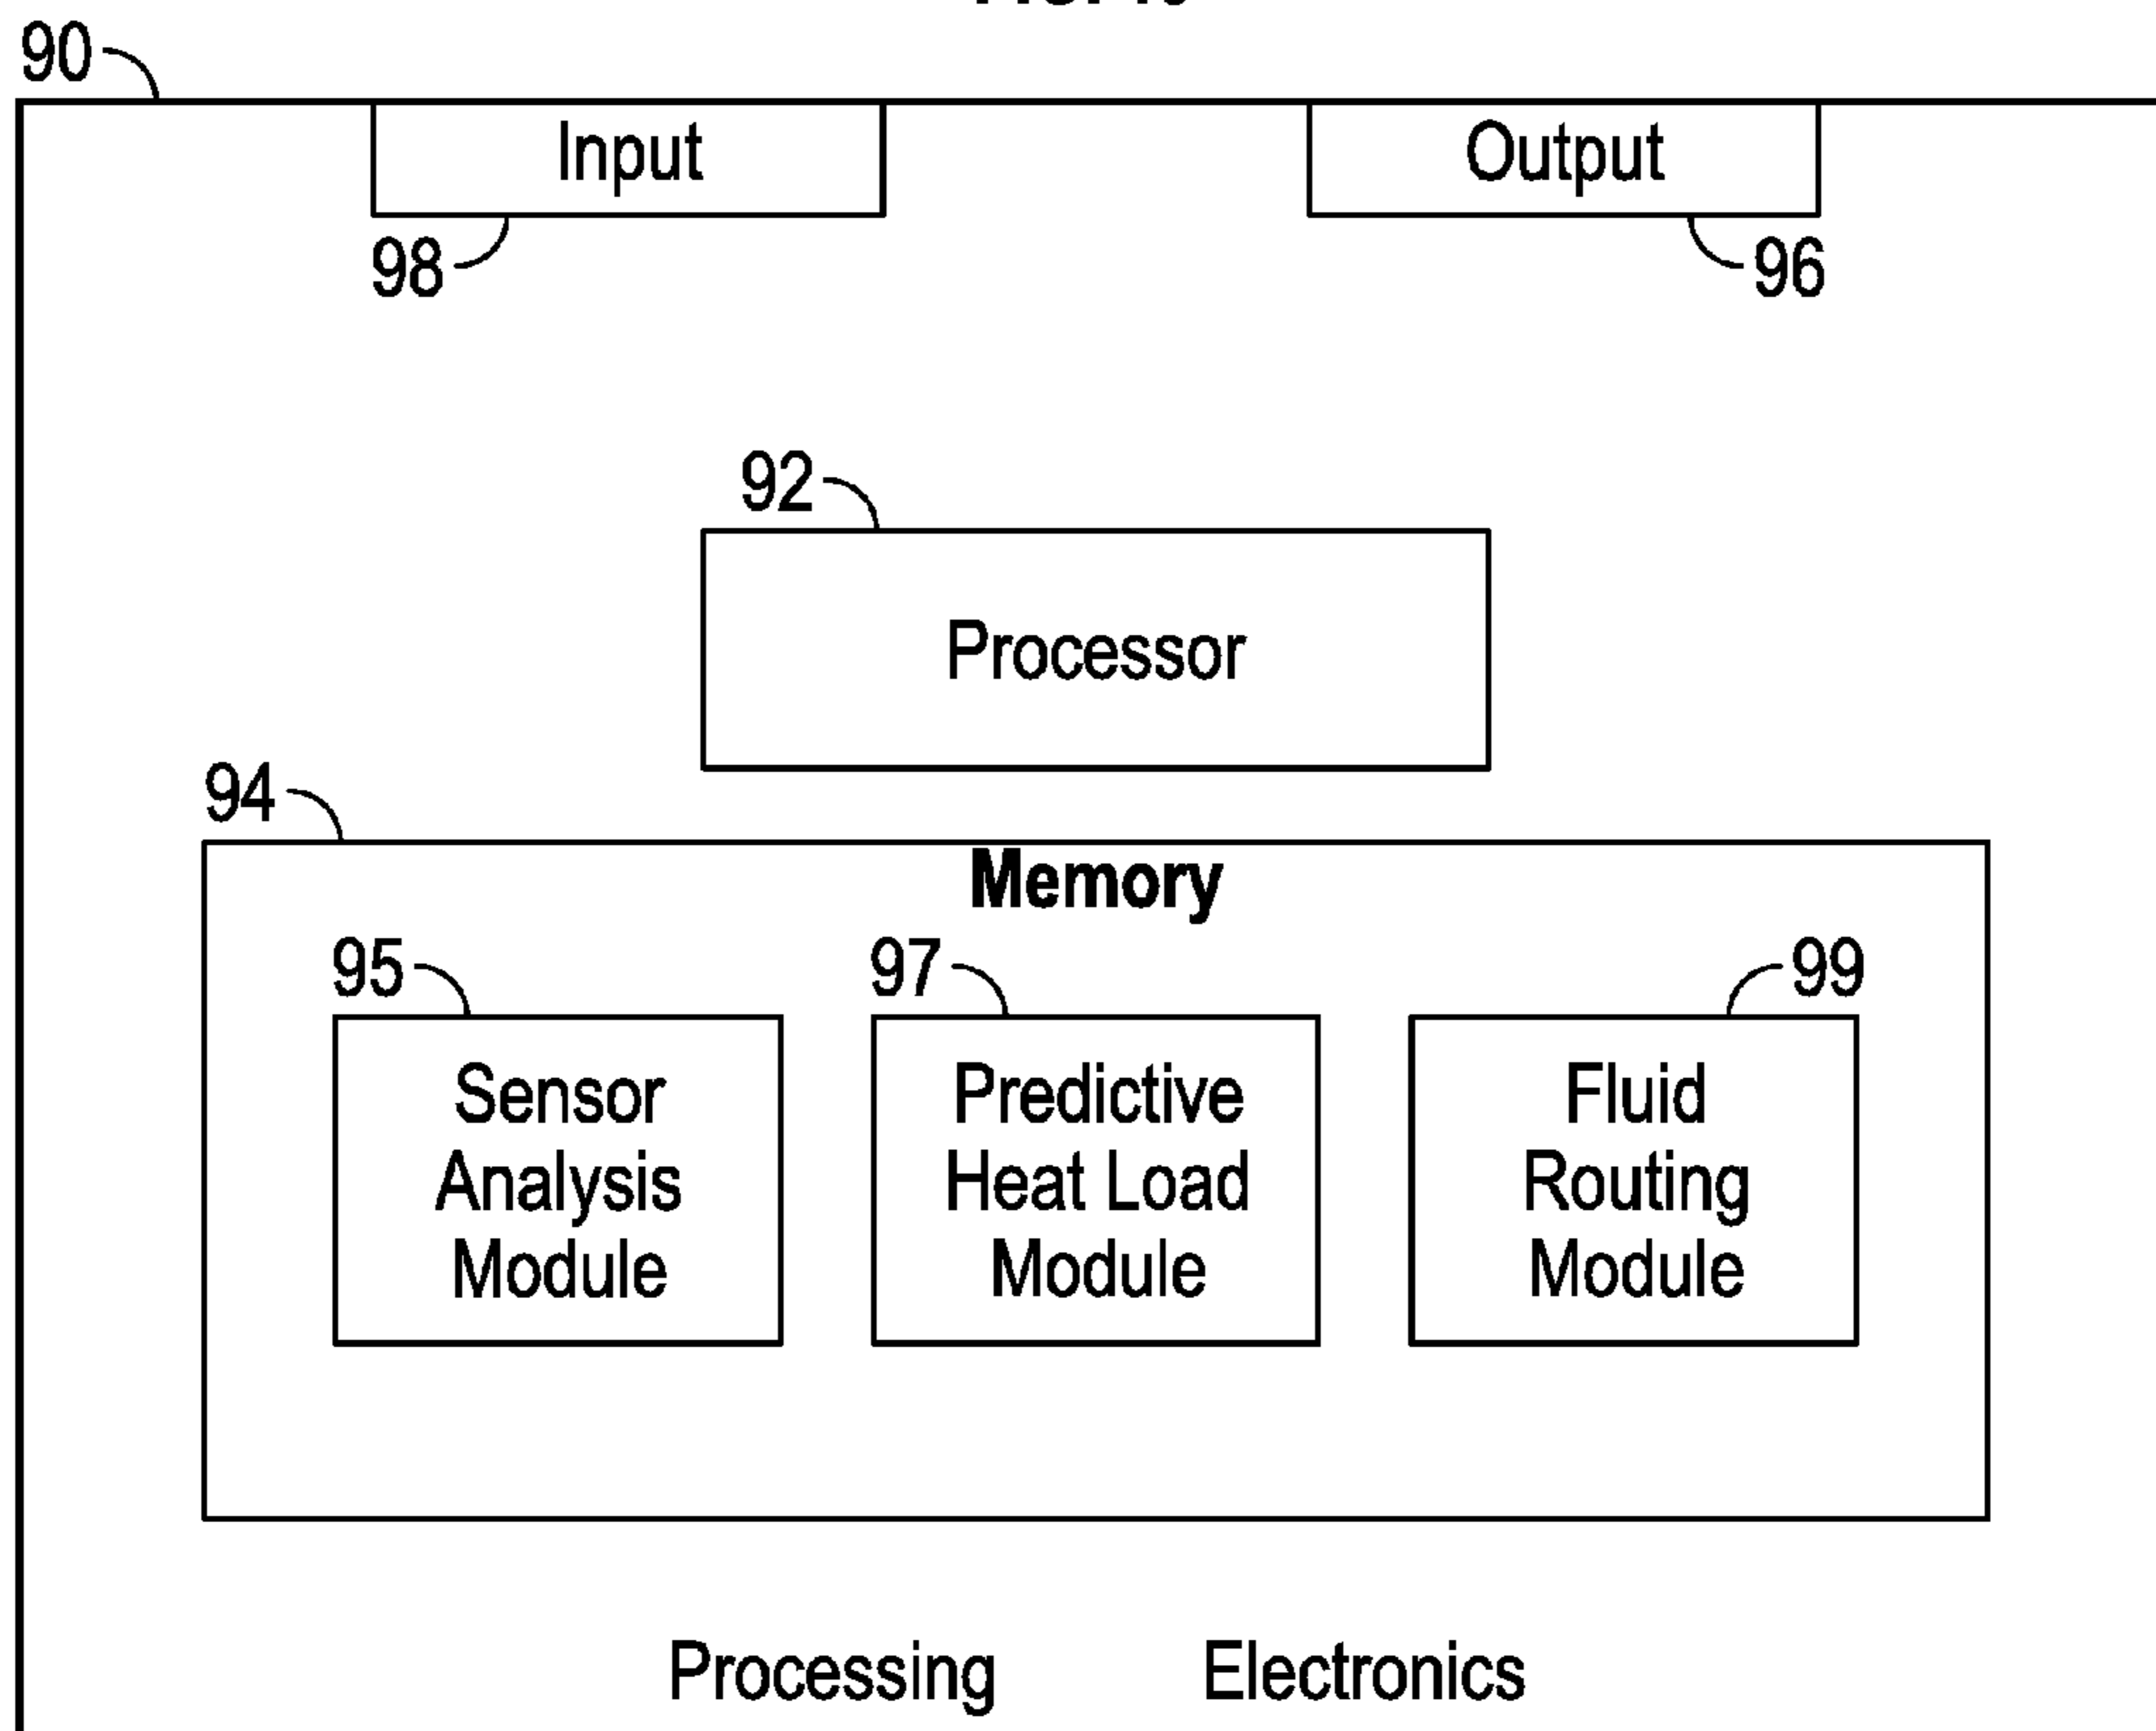 90
Input
Output
98
96
92
Processor
94
Memory
95
97
99
Sensor
Analysis
Module
Predictive
Heat Load
Module
Fluid
Routing
Module
Processing Electronics